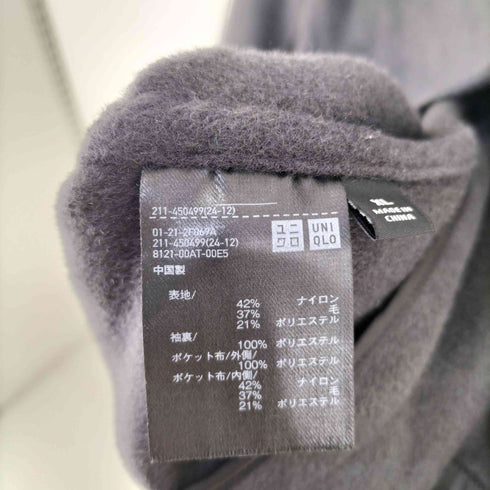 211-450499(24-12)
01-21-2F069A
211-450499(24-12)
8121-00AT-00E5
ユニ
クロ
UNI
QLO
中国製
表地/
42% ナイロン
37% 毛
21% ポリエステル
袖裏/
100% ポリエステル
ポケット布/外側/
100% ポリエステル
ポケット布/内側/
42% ナイロン
37% 毛
21% ポリエステル
XL
MADE IN
CHINA